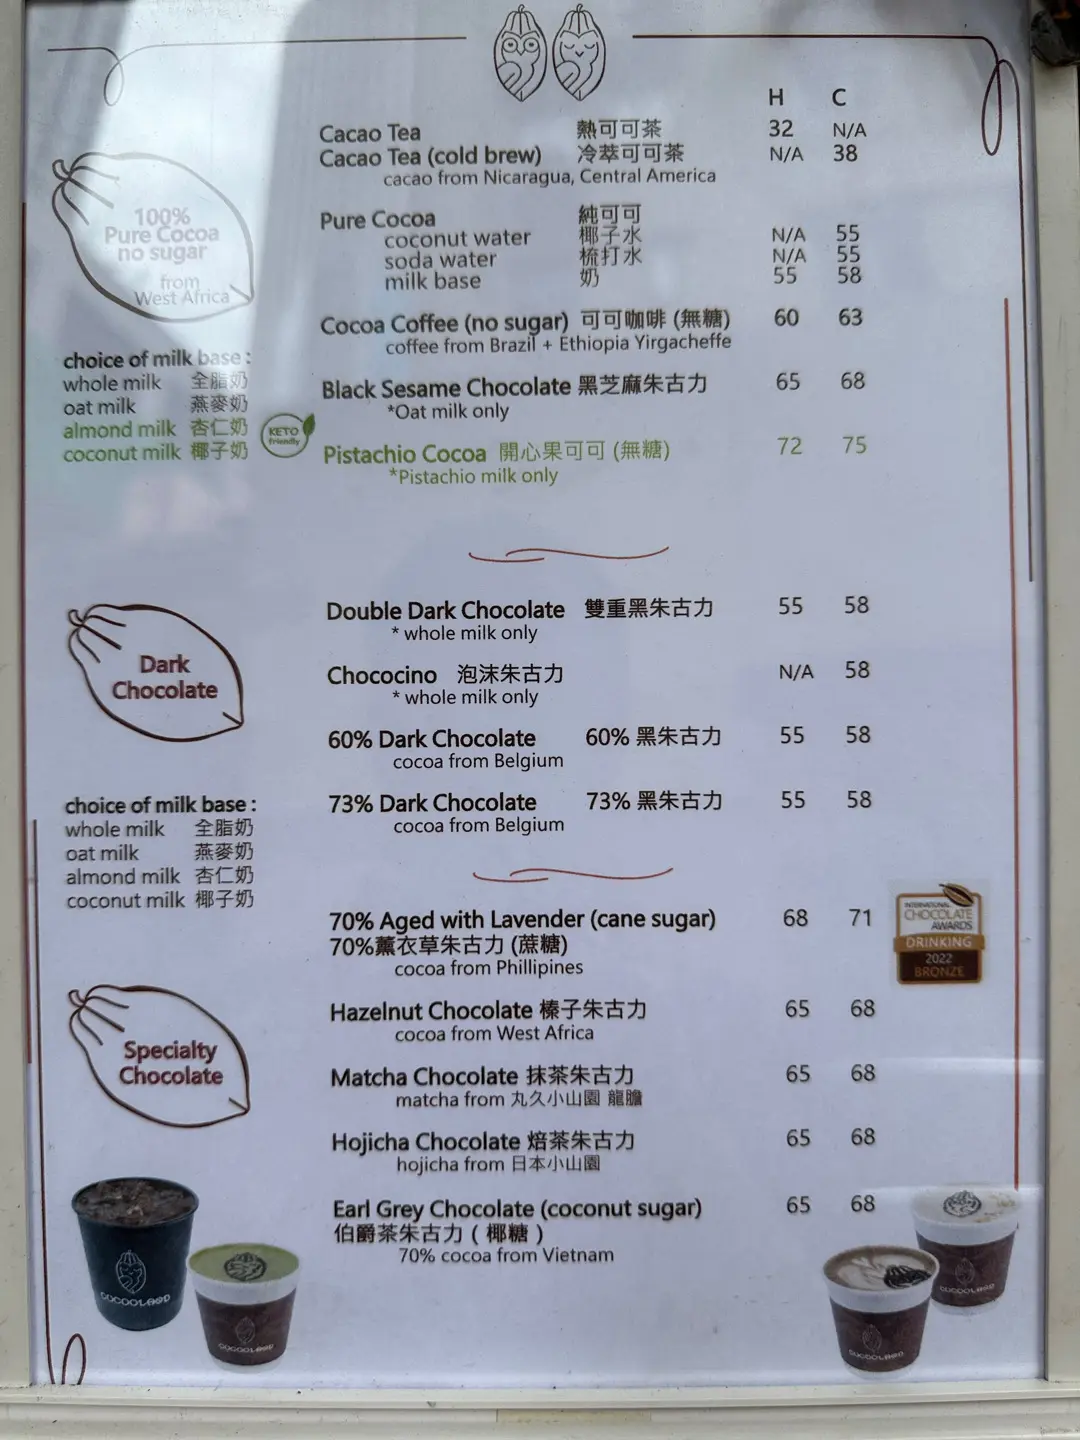 H C
Cacao Tea 熱可可茶 32 N/A
Cacao Tea (cold brew) 冷萃可可茶 N/A 38
cacao from Nicaragua, Central America
100%
Pure Cocoa
no sugar
from
West Africa
Pure Cocoa 純可可
coconut water 椰子水 N/A 55
soda water 梳打水 N/A 55
milk base 奶 55 58
Cocoa Coffee (no sugar) 可可咖啡 (無糖) 60 63
coffee from Brazil + Ethiopia Yirgacheffe
choice of milk base :
whole milk 全脂奶
oat milk 燕麥奶
almond milk 杏仁奶
coconut milk 椰子奶
KETO
friendly
Black Sesame Chocolate 黑芝麻朱古力 65 68
*Oat milk only
Pistachio Cocoa 開心果可可 (無糖) 72 75
*Pistachio milk only
Dark
Chocolate
Double Dark Chocolate 雙重黑朱古力 55 58
* whole milk only
Chococino 泡沫朱古力 N/A 58
* whole milk only
60% Dark Chocolate 60% 黑朱古力 55 58
cocoa from Belgium
73% Dark Chocolate 73% 黑朱古力 55 58
cocoa from Belgium
choice of milk base :
whole milk 全脂奶
oat milk 燕麥奶
almond milk 杏仁奶
coconut milk 椰子奶
70% Aged with Lavender (cane sugar) 68 71
70%薰衣草朱古力 (蔗糖)
cocoa from Phillipines
INTERNATIONAL
CHOCOLATE
AWARDS
DRINKING
2022
BRONZE
Specialty
Chocolate
Hazelnut Chocolate 榛子朱古力 65 68
cocoa from West Africa
Matcha Chocolate 抹茶朱古力 65 68
matcha from 丸久小山園 龍膽
Hojicha Chocolate 焙茶朱古力 65 68
hojicha from 日本小山園
Earl Grey Chocolate (coconut sugar) 65 68
伯爵茶朱古力 ( 椰糖 )
70% cocoa from Vietnam